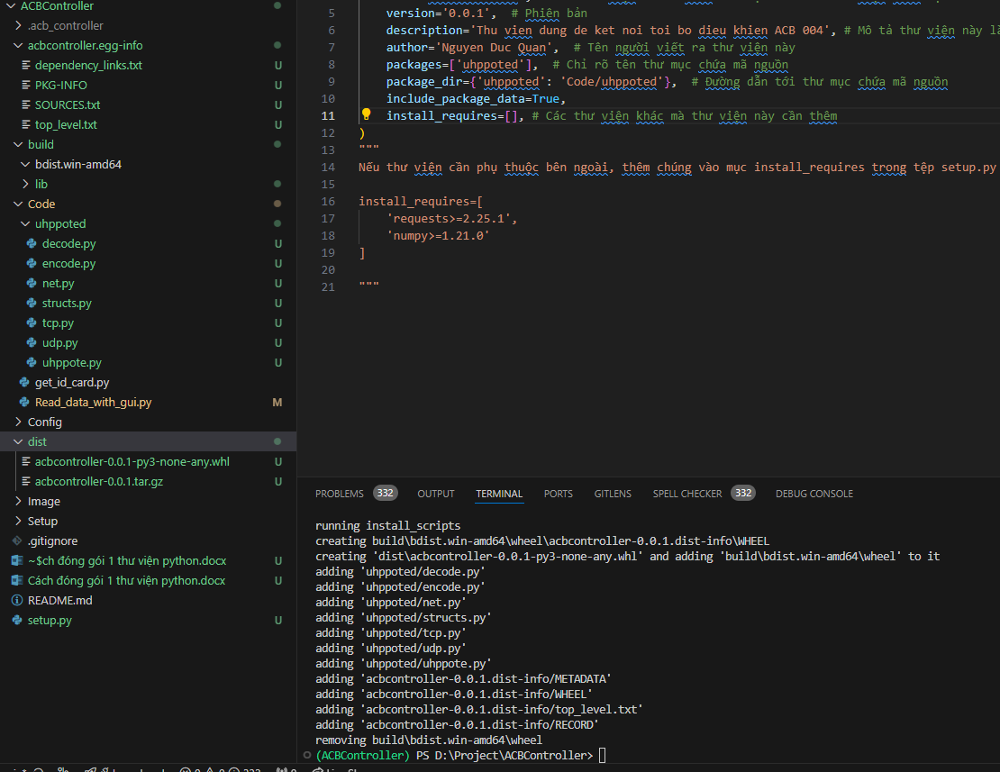 ACBController
.acb_controller
acbcontroller.egg-info
dependency_links.txt U
PKG-INFO U
SOURCES.txt U
top_level.txt U
build
bdist.win-amd64
lib
Code
uhppoted
decode.py U
encode.py U
net.py U
structs.py U
tcp.py U
udp.py U
uhppote.py U
get_id_card.py
Read_data_with_gui.py M
Config
dist
acbcontroller-0.0.1-py3-none-any.whl U
acbcontroller-0.0.1.tar.gz U
Image
Setup
.gitignore
~$ch đóng gói 1 thư viện python.docx U
Cách đóng gói 1 thư viện python.docx U
README.md
setup.py U
5 version='0.0.1', # Phiên bản
6 description='Thu vien dung de ket noi toi bo dieu khien ACB 004', # Mô tả thư viện này là
7 author='Nguyen Duc Quan', # Tên người viết ra thư viện này
8 packages=['uhppoted'], # Chỉ rõ tên thư mục chứa mã nguồn
9 package_dir={'uhppoted': 'Code/uhppoted'}, # Đường dẫn tới thư mục chứa mã nguồn
10 include_package_data=True,
11 install_requires=[], # Các thư viện khác mà thư viện này cần thêm
12 )
13 """
14 Nếu thư viện cần phụ thuộc bên ngoài, thêm chúng vào mục install_requires trong tệp setup.py
15
16 install_requires=[
17 'requests>=2.25.1',
18 'numpy>=1.21.0'
19 ]
20
21 """
PROBLEMS 332 OUTPUT TERMINAL PORTS GITLENS SPELL CHECKER 332 DEBUG CONSOLE
running install_scripts
creating build\bdist.win-amd64\wheel\acbcontroller-0.0.1.dist-info\WHEEL
creating 'dist\acbcontroller-0.0.1-py3-none-any.whl' and adding 'build\bdist.win-amd64\wheel' to it
adding 'uhppoted/decode.py'
adding 'uhppoted/encode.py'
adding 'uhppoted/net.py'
adding 'uhppoted/structs.py'
adding 'uhppoted/tcp.py'
adding 'uhppoted/udp.py'
adding 'uhppoted/uhppote.py'
adding 'acbcontroller-0.0.1.dist-info/METADATA'
adding 'acbcontroller-0.0.1.dist-info/WHEEL'
adding 'acbcontroller-0.0.1.dist-info/top_level.txt'
adding 'acbcontroller-0.0.1.dist-info/RECORD'
removing build\bdist.win-amd64\wheel
(ACBController) PS D:\Project\ACBController>